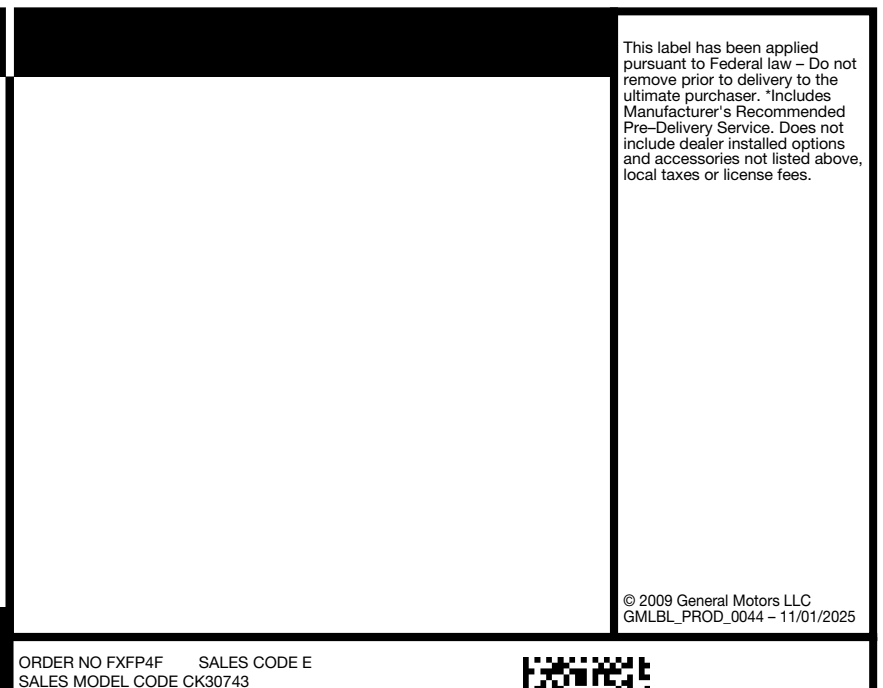 This label has been applied
pursuant to Federal law – Do not
remove prior to delivery to the
ultimate purchaser. *Includes
Manufacturer's Recommended
Pre–Delivery Service. Does not
include dealer installed options
and accessories not listed above,
local taxes or license fees.
© 2009 General Motors LLC
GMLBL_PROD_0044 – 11/01/2025
ORDER NO FXFP4F SALES CODE E
SALES MODEL CODE CK30743